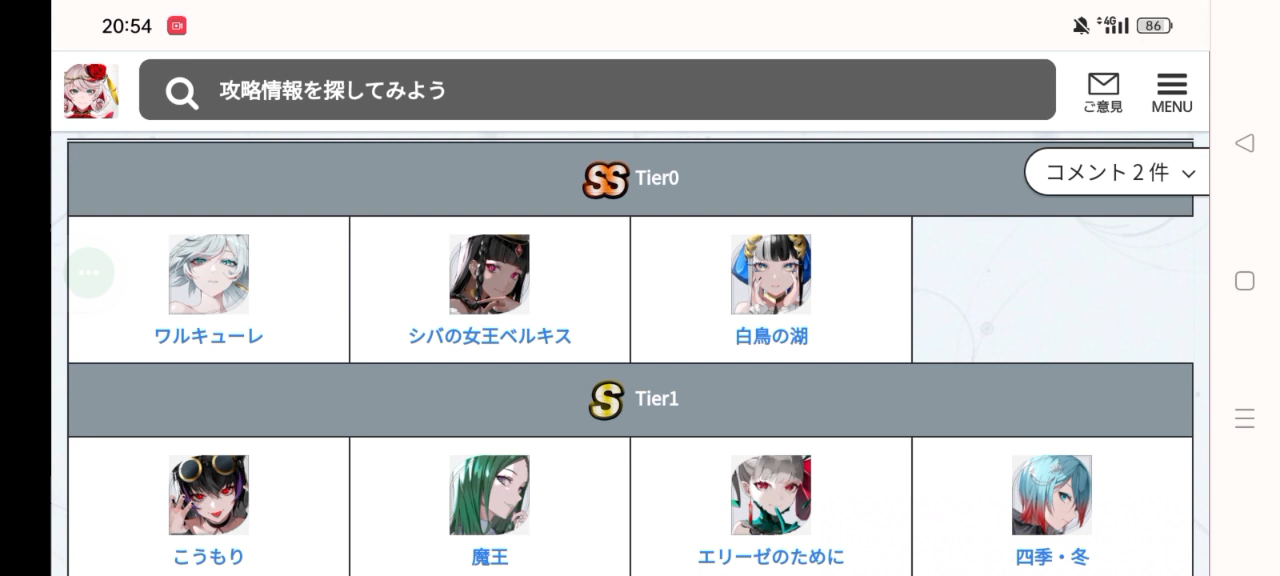 20:54
4G
86
攻略情報を探してみよう
ご意見
MENU
SS Tier0
コメント 2 件
ワルキューレ
シバの女王ベルキス
白鳥の湖
S Tier1
こうもり
魔王
エリーゼのために
四季・冬